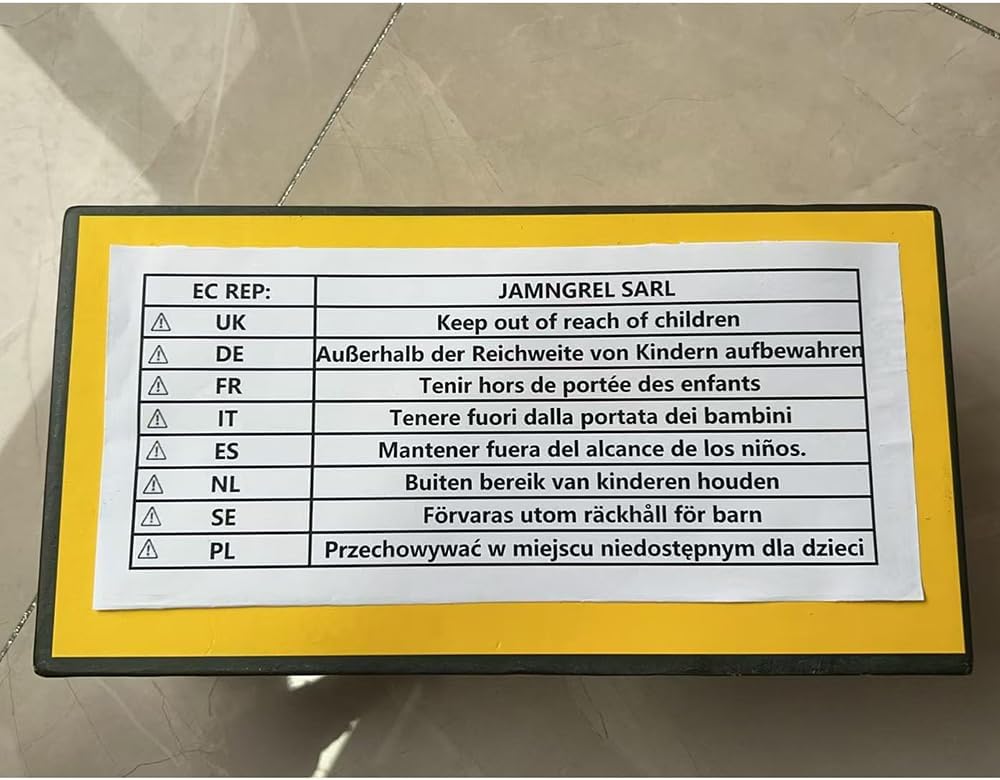 EC REP: JAMNGREL SARL
⚠ UK Keep out of reach of children
⚠ DE Außerhalb der Reichweite von Kindern aufbewahren
⚠ FR Tenir hors de portée des enfants
⚠ IT Tenere fuori dalla portata dei bambini
⚠ ES Mantener fuera del alcance de los niños.
⚠ NL Buiten bereik van kinderen houden
⚠ SE Förvaras utom räckhåll för barn
⚠ PL Przechowywać w miejscu niedostępnym dla dzieci